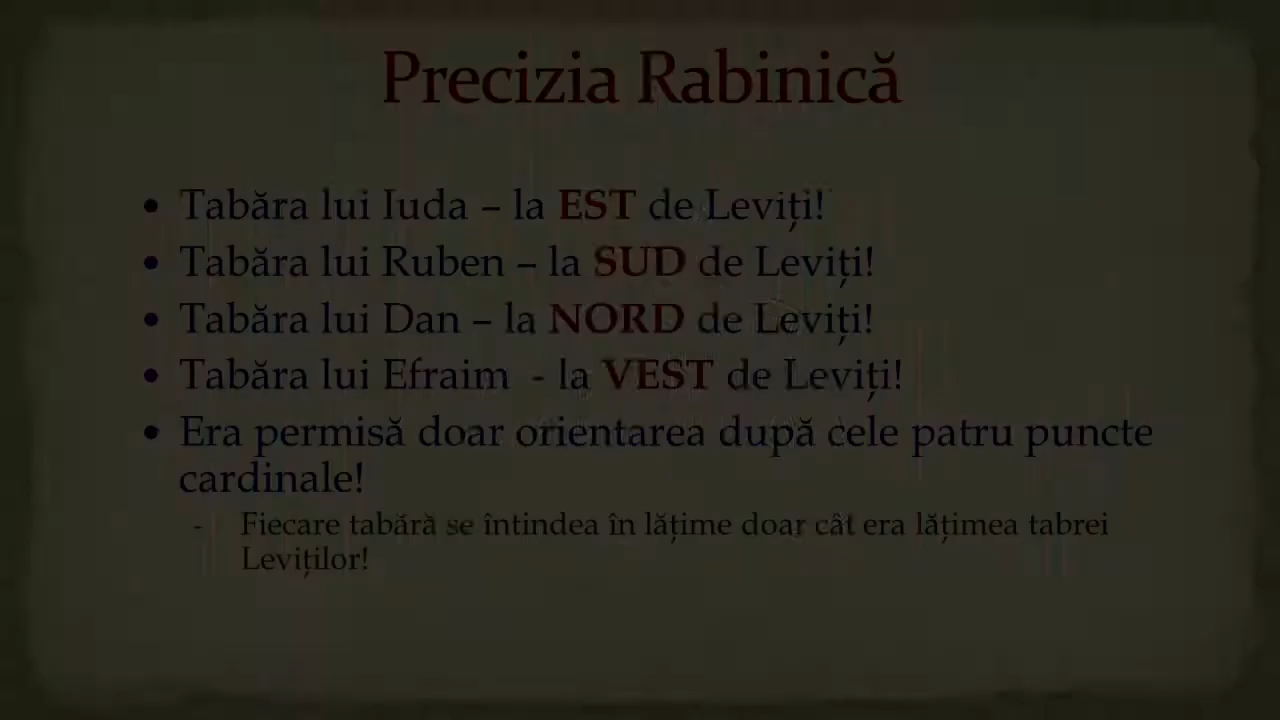 Precizia Rabinică
• Tabăra lui Iuda – la EST de Leviți!
• Tabăra lui Ruben – la SUD de Leviți!
• Tabăra lui Dan – la NORD de Leviți!
• Tabăra lui Efraim - la VEST de Leviți!
• Era permisă doar orientarea după cele patru puncte
cardinale!
- Fiecare tabără se întindea în lățime doar cât era lățimea tabrei
Leviților!